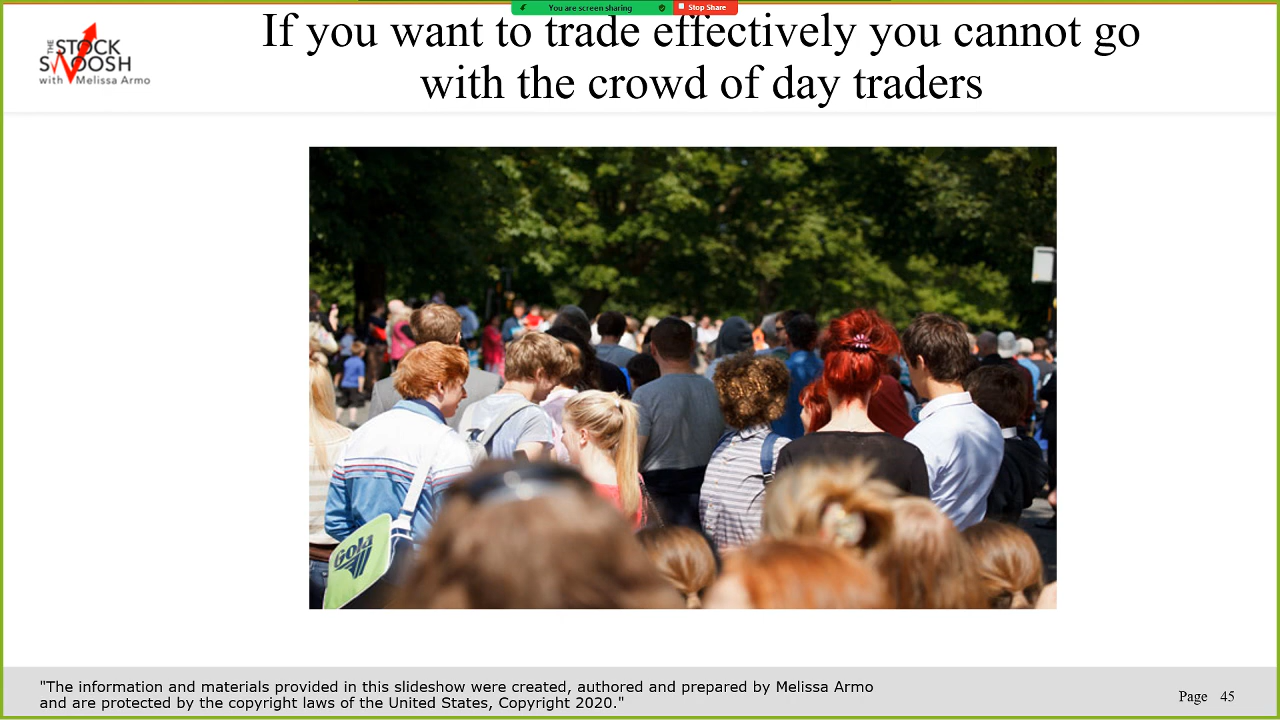 You are screen sharing
Stop Share
THE
STOCK
SWOOSH
with Melissa Armo
If you want to trade effectively you cannot go
with the crowd of day traders
Gola
"The information and materials provided in this slideshow were created, authored and prepared by Melissa Armo
and are protected by the copyright laws of the United States, Copyright 2020."
Page 45